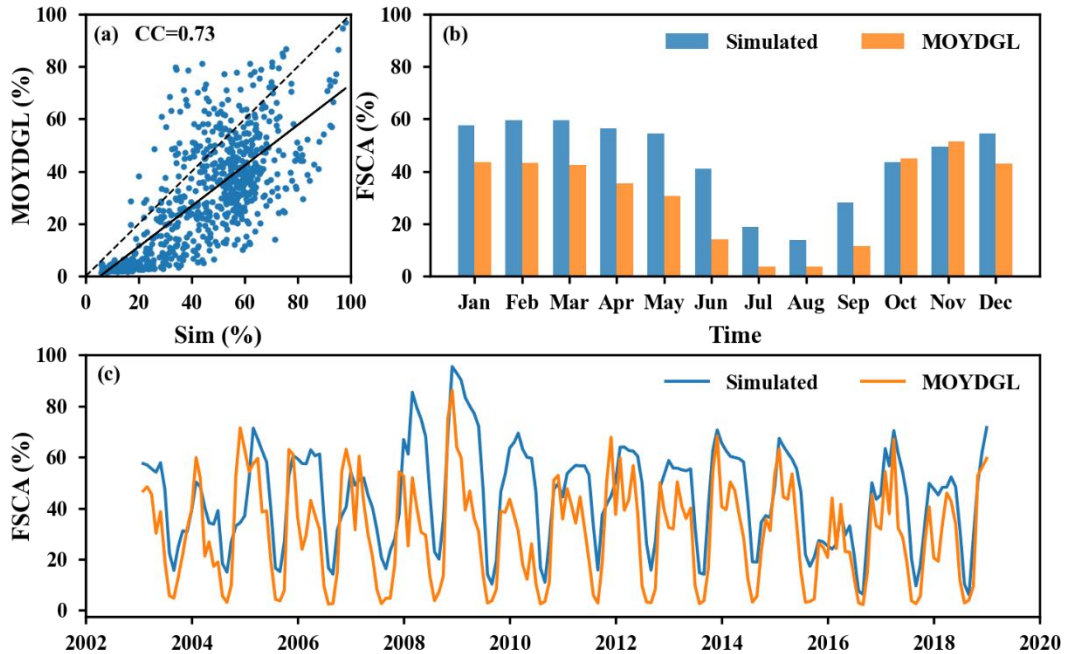 (a) CC=0.73
MOYDGL (%)
100
80
60
40
20
0
0 20 40 60 80 100
Sim (%)
(b)
Simulated MOYDGL
FSCA (%)
100
80
60
40
20
0
Jan Feb Mar Apr May Jun Jul Aug Sep Oct Nov Dec
Time
(c)
Simulated MOYDGL
FSCA (%)
100
80
60
40
20
0
2002 2004 2006 2008 2010 2012 2014 2016 2018 2020